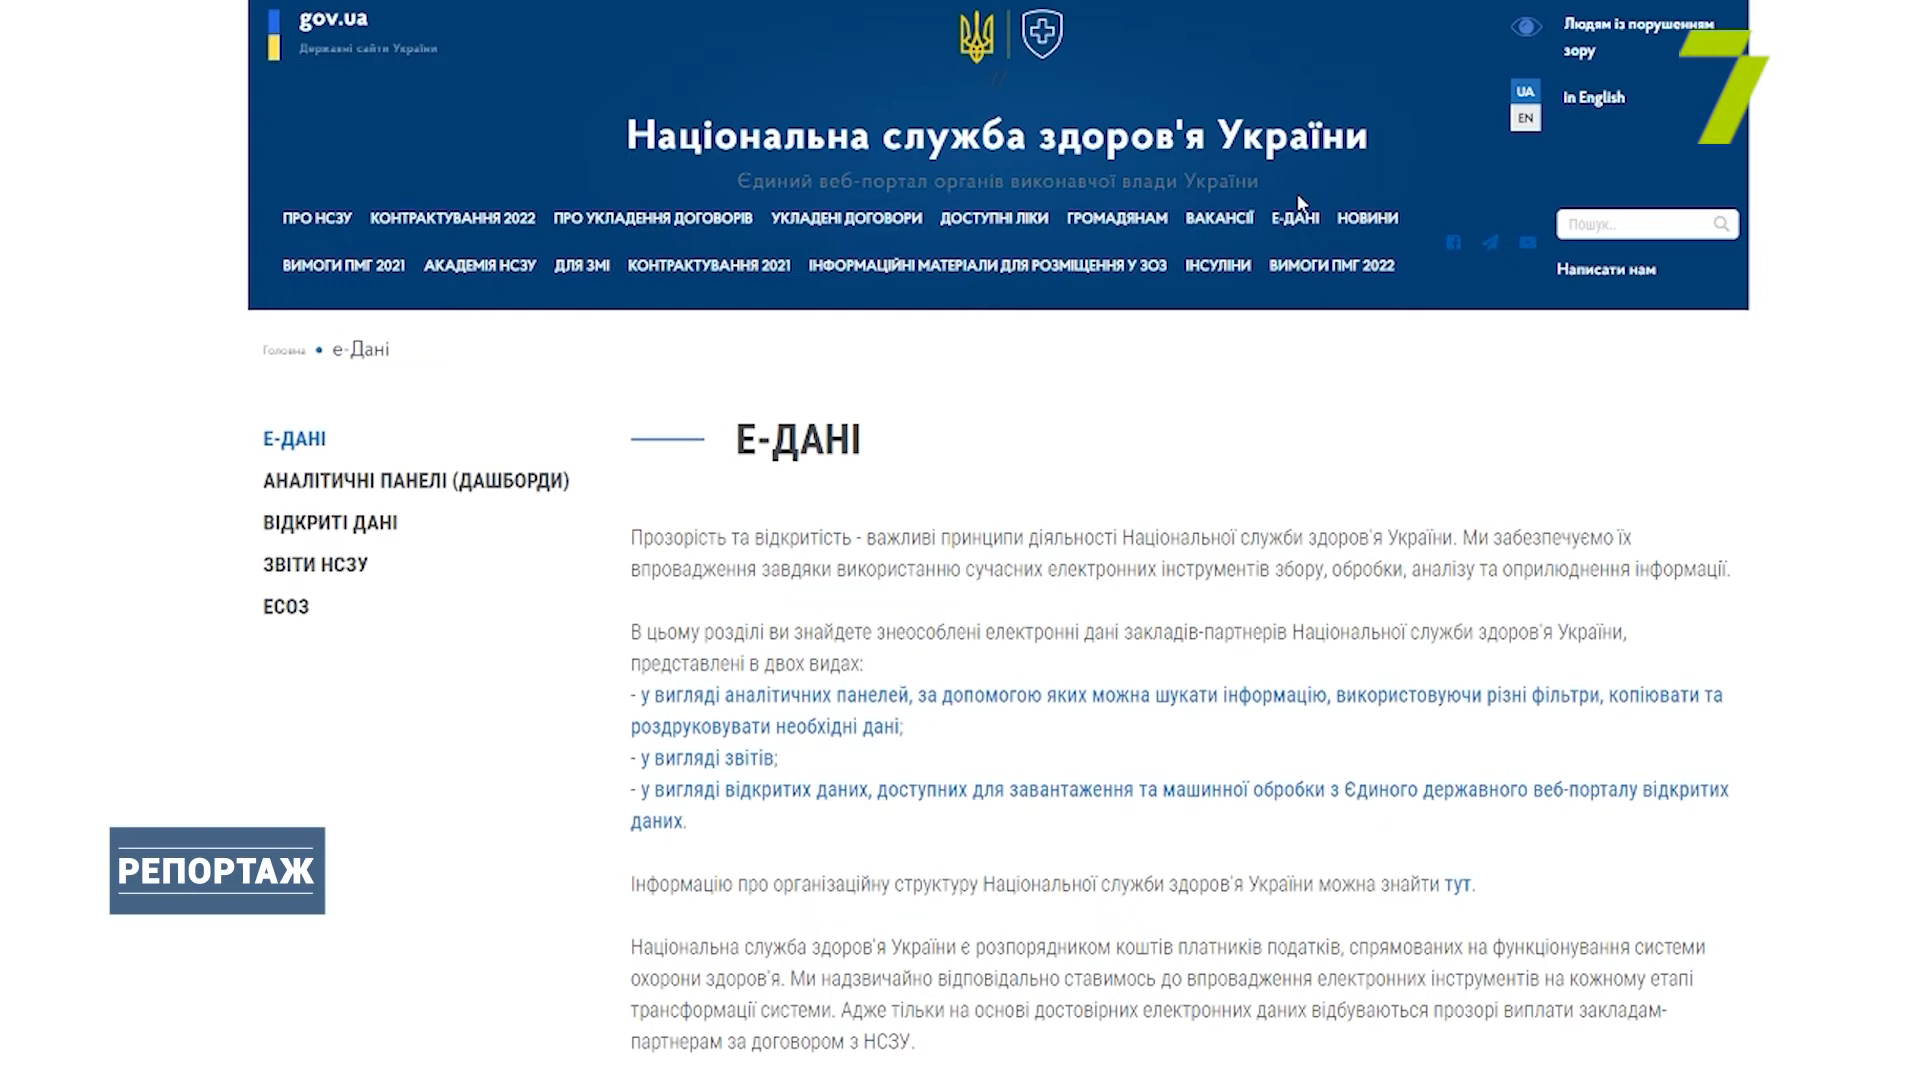 gov.ua
Державні сайти України
Людям із порушенням
зору
7
UA
In English
EN
Національна служба здоров'я України
Єдиний веб-портал органів виконавчої влади України
ПРО НСЗУ КОНТРАКТУВАННЯ 2022 ПРО УКЛАДЕННЯ ДОГОВОРІВ УКЛАДЕНІ ДОГОВОРИ ДОСТУПНІ ЛІКИ ГРОМАДЯНАМ ВАКАНСІЇ Е-ДАНІ НОВИНИ
Пошук..
ВИМОГИ ПМГ 2021 АКАДЕМІЯ НСЗУ ДЛЯ ЗМІ КОНТРАКТУВАННЯ 2021 ІНФОРМАЦІЙНІ МАТЕРІАЛИ ДЛЯ РОЗМІЩЕННЯ У ЗОЗ ІНСУЛІНИ ВИМОГИ ПМГ 2022
Написати нам
Головна • е-Дані
Е-ДАНІ
АНАЛІТИЧНІ ПАНЕЛІ (ДАШБОРДИ)
ВІДКРИТІ ДАНІ
ЗВІТИ НСЗУ
ЕСОЗ
Е-ДАНІ
Прозорість та відкритість - важливі принципи діяльності Національної служби здоров'я України. Ми забезпечуємо їх
впровадження завдяки використанню сучасних електронних інструментів збору, обробки, аналізу та оприлюднення інформації.
В цьому розділі ви знайдете знеособлені електронні дані закладів-партнерів Національної служби здоров'я України,
представлені в двох видах:
- у вигляді аналітичних панелей, за допомогою яких можна шукати інформацію, використовуючи різні фільтри, копіювати та
роздруковувати необхідні дані;
- у вигляді звітів;
- у вигляді відкритих даних, доступних для завантаження та машинної обробки з Єдиного державного веб-порталу відкритих
даних.
Інформацію про організаційну структуру Національної служби здоров'я України можна знайти тут.
Національна служба здоров'я України є розпорядником коштів платників податків, спрямованих на функціонування системи
охорони здоров'я. Ми надзвичайно відповідально ставимось до впровадження електронних інструментів на кожному етапі
трансформації системи. Адже тільки на основі достовірних електронних даних відбуваються прозорі виплати закладам-
партнерам за договором з НСЗУ.
РЕПОРТАЖ